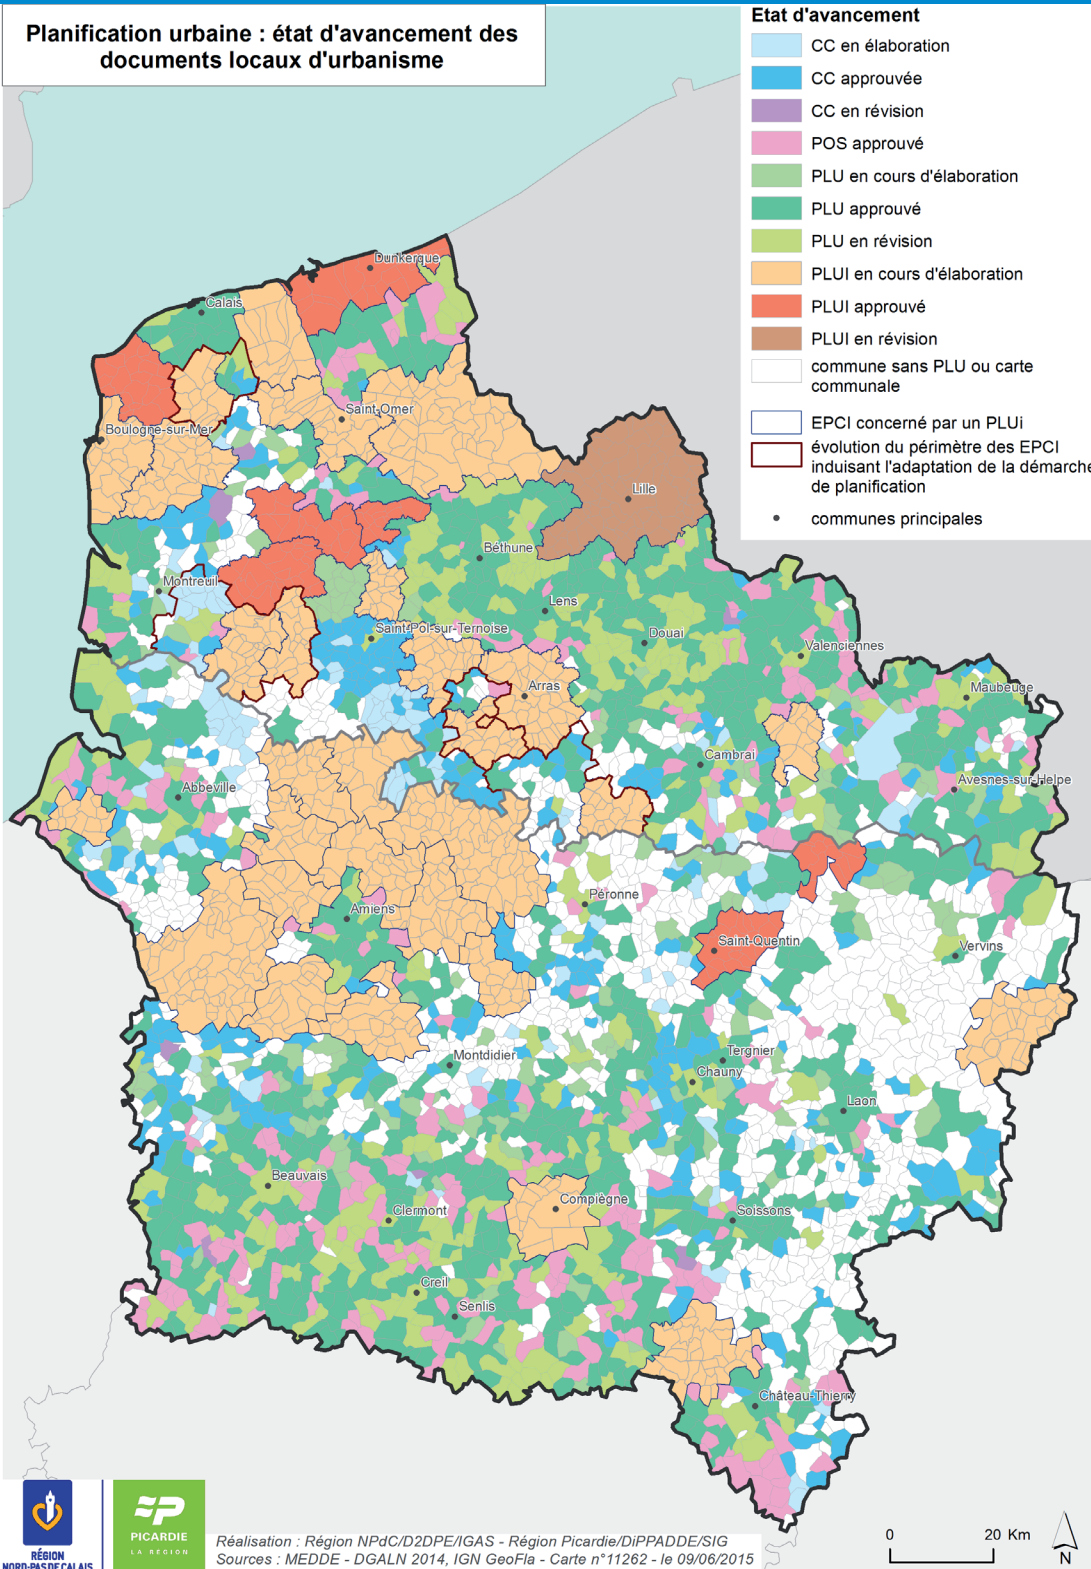 Planification urbaine : état d'avancement des
documents locaux d'urbanisme
Etat d'avancement
CC en élaboration
CC approuvée
CC en révision
POS approuvé
PLU en cours d'élaboration
PLU approuvé
PLU en révision
PLUI en cours d'élaboration
PLUI approuvé
PLUI en révision
commune sans PLU ou carte
communale
EPCI concerné par un PLUi
évolution du périmètre des EPCI
induisant l'adaptation de la démarche
de planification
communes principales
Dunkerque
Calais
Saint-Omer
Boulogne-sur-Mer
Lille
Béthune
Montreuil
Lens
Saint-Pol-sur-Ternoise
Douai
Valenciennes
Maubeuge
Arras
Cambrai
Avesnes-sur-Helpe
Abbeville
Péronne
Amiens
Saint-Quentin
Vervins
Montdidier
Tergnier
Chauny
Laon
Beauvais
Compiègne
Clermont
Soissons
Creil
Senlis
Château-Thierry
RÉGION
NORD-PAS DE CALAIS
PICARDIE
LA RÉGION
Réalisation : Région NPdC/D2DPE/IGAS - Région Picardie/DiPPADDE/SIG
Sources : MEDDE - DGALN 2014, IGN GeoFla - Carte n°11262 - le 09/06/2015
0 20 Km
N